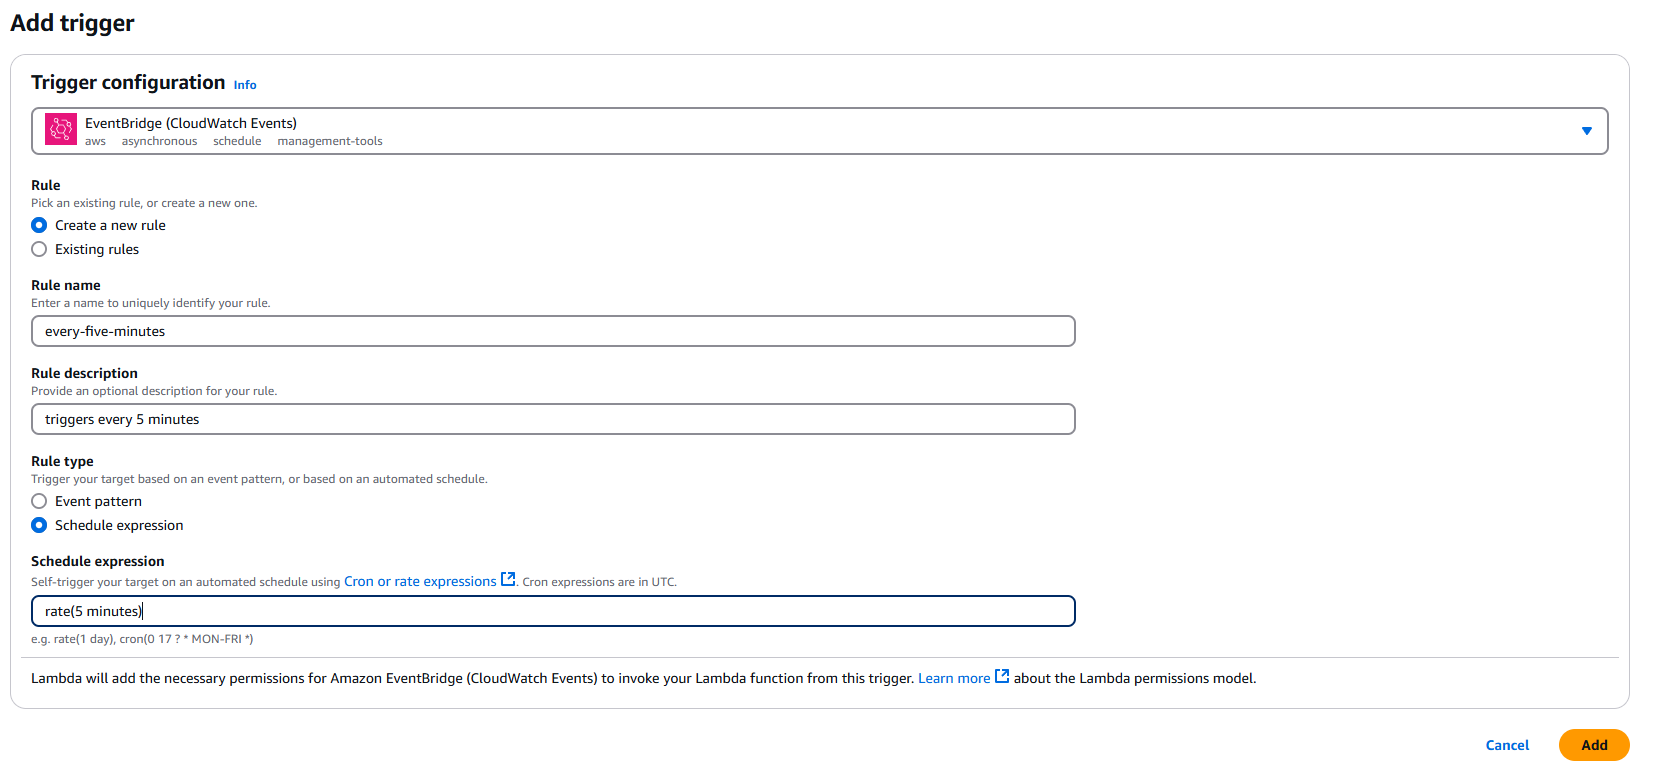 Add trigger
Trigger configuration Info
EventBridge (CloudWatch Events)
aws asynchronous schedule management-tools
Rule
Pick an existing rule, or create a new one.
Create a new rule
Existing rules
Rule name
Enter a name to uniquely identify your rule.
every-five-minutes
Rule description
Provide an optional description for your rule.
triggers every 5 minutes
Rule type
Trigger your target based on an event pattern, or based on an automated schedule.
Event pattern
Schedule expression
Schedule expression
Self-trigger your target on an automated schedule using Cron or rate expressions. Cron expressions are in UTC.
rate(5 minutes)
e.g. rate(1 day), cron(0 17 ? * MON-FRI *)
Lambda will add the necessary permissions for Amazon EventBridge (CloudWatch Events) to invoke your Lambda function from this trigger. Learn more about the Lambda permissions model.
Cancel Add